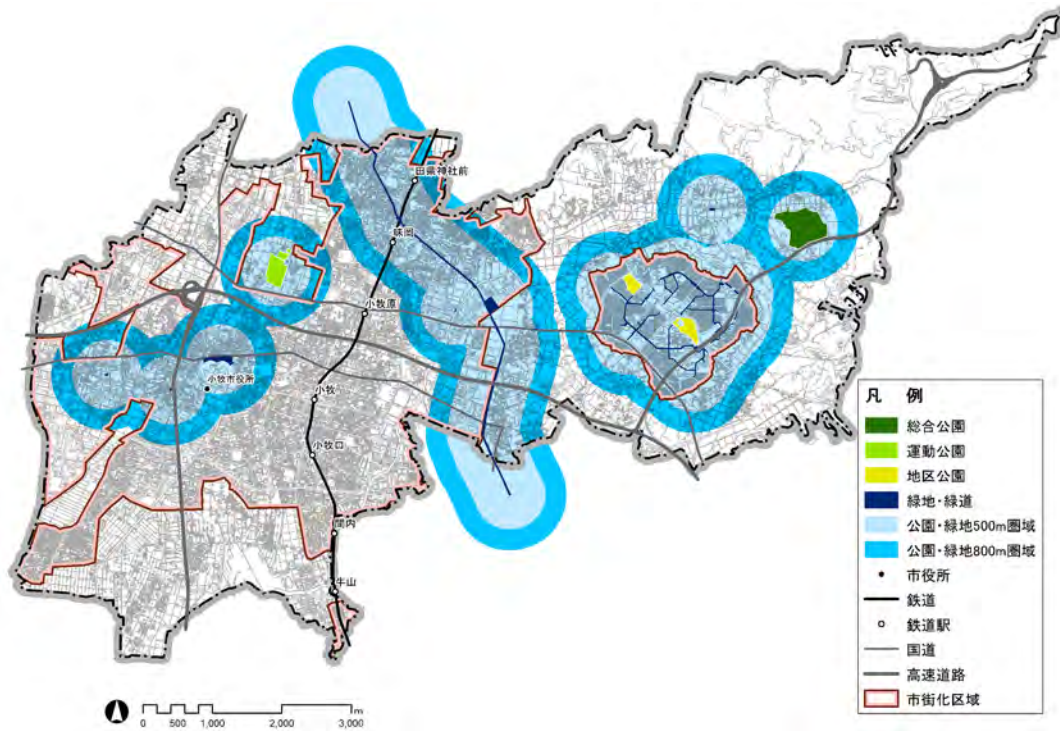 田県神社前
味岡
小牧原
小牧市役所
小牧
小牧口
間内
牛山
凡 例
総合公園
運動公園
地区公園
緑地・緑道
公園・緑地500m圏域
公園・緑地800m圏域
市役所
鉄道
鉄道駅
国道
高速道路
市街化区域
0 500 1,000 2,000 3,000 m